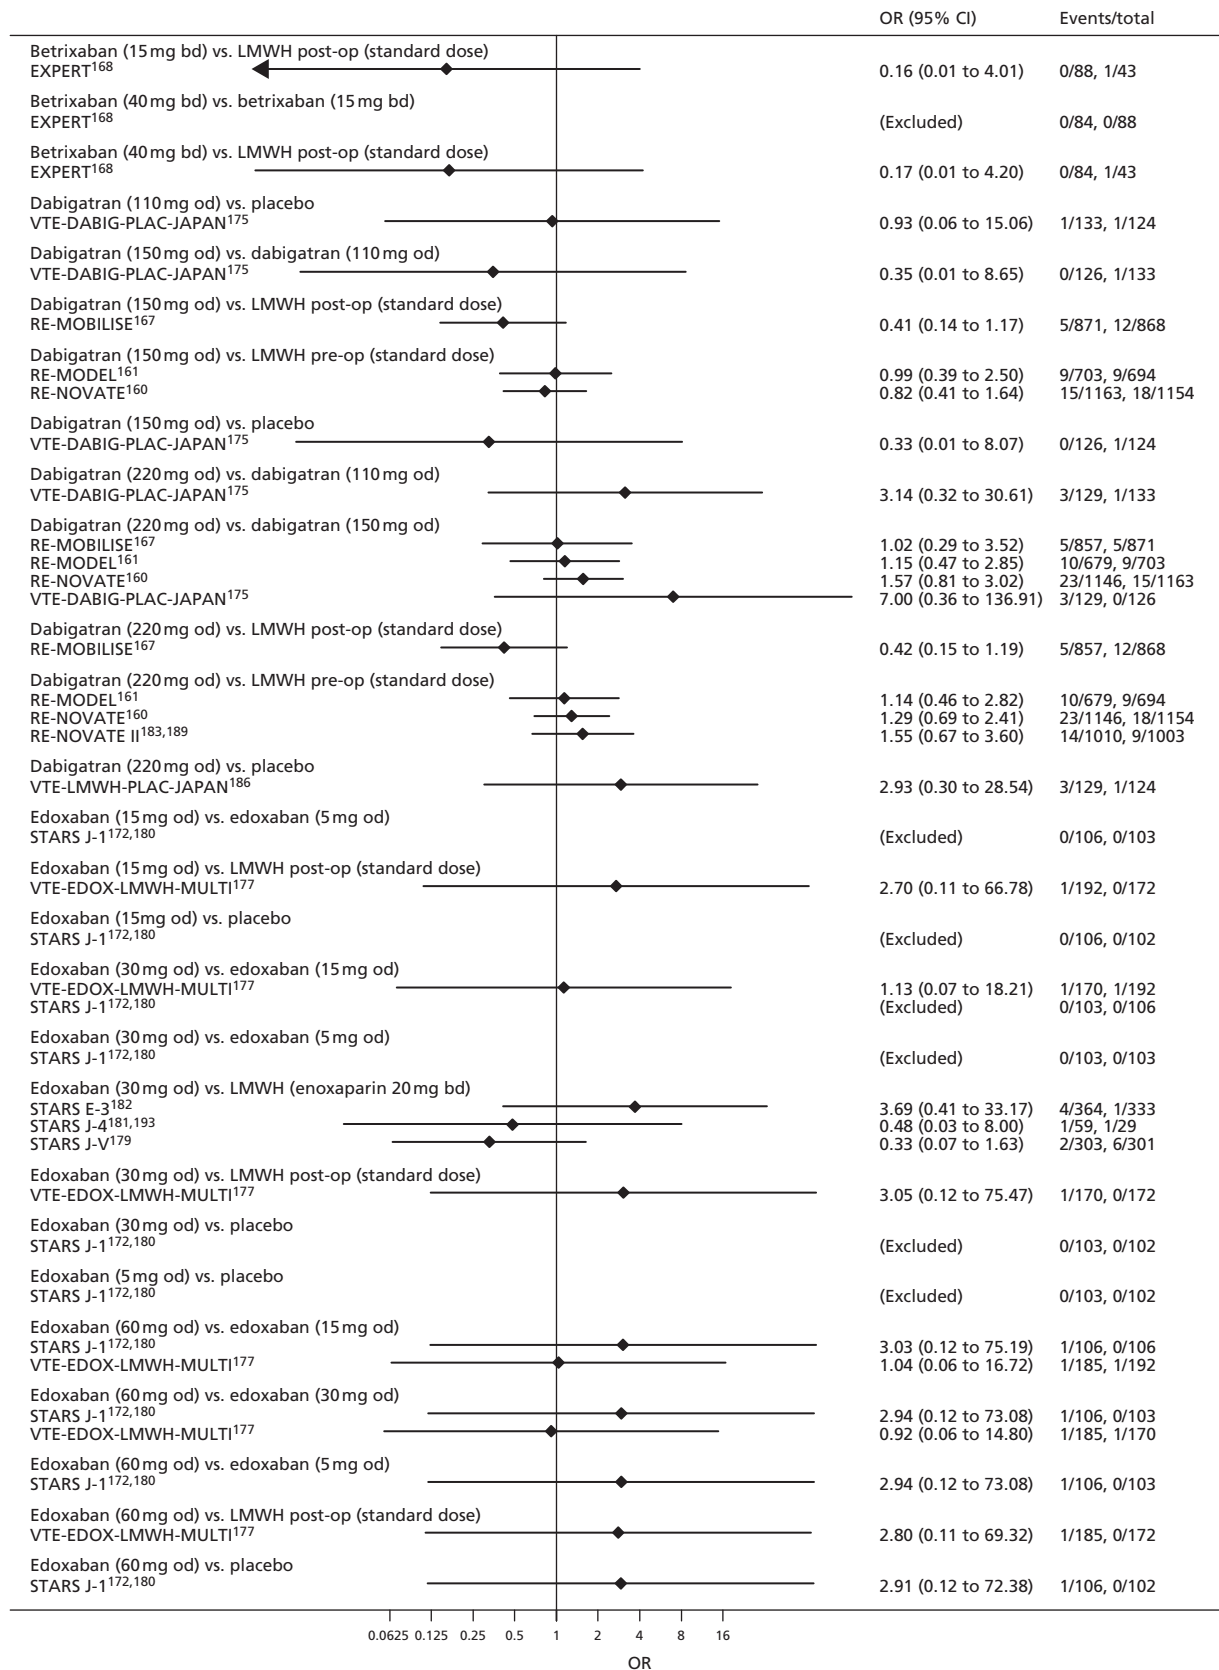 OR (95% CI) Events/total
Betrixaban (15 mg bd) vs. LMWH post-op (standard dose)
EXPERT168 0.16 (0.01 to 4.01) 0/88, 1/43
Betrixaban (40 mg bd) vs. betrixaban (15 mg bd)
EXPERT168 (Excluded) 0/84, 0/88
Betrixaban (40 mg bd) vs. LMWH post-op (standard dose)
EXPERT168 0.17 (0.01 to 4.20) 0/84, 1/43
Dabigatran (110 mg od) vs. placebo
VTE-DABIG-PLAC-JAPAN175 0.93 (0.06 to 15.06) 1/133, 1/124
Dabigatran (150 mg od) vs. dabigatran (110 mg od)
VTE-DABIG-PLAC-JAPAN175 0.35 (0.01 to 8.65) 0/126, 1/133
Dabigatran (150 mg od) vs. LMWH post-op (standard dose)
RE-MOBILISE167 0.41 (0.14 to 1.17) 5/871, 12/868
Dabigatran (150 mg od) vs. LMWH pre-op (standard dose)
RE-MODEL161 0.99 (0.39 to 2.50) 9/703, 9/694
RE-NOVATE160 0.82 (0.41 to 1.64) 15/1163, 18/1154
Dabigatran (150 mg od) vs. placebo
VTE-DABIG-PLAC-JAPAN175 0.33 (0.01 to 8.07) 0/126, 1/124
Dabigatran (220 mg od) vs. dabigatran (110 mg od)
VTE-DABIG-PLAC-JAPAN175 3.14 (0.32 to 30.61) 3/129, 1/133
Dabigatran (220 mg od) vs. dabigatran (150 mg od)
RE-MOBILISE167 1.02 (0.29 to 3.52) 5/857, 5/871
RE-MODEL161 1.15 (0.47 to 2.85) 10/679, 9/703
RE-NOVATE160 1.57 (0.81 to 3.02) 23/1146, 15/1163
VTE-DABIG-PLAC-JAPAN175 7.00 (0.36 to 136.91) 3/129, 0/126
Dabigatran (220 mg od) vs. LMWH post-op (standard dose)
RE-MOBILISE167 0.42 (0.15 to 1.19) 5/857, 12/868
Dabigatran (220 mg od) vs. LMWH pre-op (standard dose)
RE-MODEL161 1.14 (0.46 to 2.82) 10/679, 9/694
RE-NOVATE160 1.29 (0.69 to 2.41) 23/1146, 18/1154
RE-NOVATE II183,189 1.55 (0.67 to 3.60) 14/1010, 9/1003
Dabigatran (220 mg od) vs. placebo
VTE-LMWH-PLAC-JAPAN186 2.93 (0.30 to 28.54) 3/129, 1/124
Edoxaban (15 mg od) vs. edoxaban (5 mg od)
STARS J-1172,180 (Excluded) 0/106, 0/103
Edoxaban (15 mg od) vs. LMWH post-op (standard dose)
VTE-EDOX-LMWH-MULTI177 2.70 (0.11 to 66.78) 1/192, 0/172
Edoxaban (15mg od) vs. placebo
STARS J-1172,180 (Excluded) 0/106, 0/102
Edoxaban (30 mg od) vs. edoxaban (15 mg od)
VTE-EDOX-LMWH-MULTI177 1.13 (0.07 to 18.21) 1/170, 1/192
STARS J-1172,180 (Excluded) 0/103, 0/106
Edoxaban (30 mg od) vs. edoxaban (5 mg od)
STARS J-1172,180 (Excluded) 0/103, 0/103
Edoxaban (30 mg od) vs. LMWH (enoxaparin 20 mg bd)
STARS E-3182 3.69 (0.41 to 33.17) 4/364, 1/333
STARS J-4181,193 0.48 (0.03 to 8.00) 1/59, 1/29
STARS J-V179 0.33 (0.07 to 1.63) 2/303, 6/301
Edoxaban (30 mg od) vs. LMWH post-op (standard dose)
VTE-EDOX-LMWH-MULTI177 3.05 (0.12 to 75.47) 1/170, 0/172
Edoxaban (30 mg od) vs. placebo
STARS J-1172,180 (Excluded) 0/103, 0/102
Edoxaban (5 mg od) vs. placebo
STARS J-1172,180 (Excluded) 0/103, 0/102
Edoxaban (60 mg od) vs. edoxaban (15 mg od)
STARS J-1172,180 3.03 (0.12 to 75.19) 1/106, 0/106
VTE-EDOX-LMWH-MULTI177 1.04 (0.06 to 16.72) 1/185, 1/192
Edoxaban (60 mg od) vs. edoxaban (30 mg od)
STARS J-1172,180 2.94 (0.12 to 73.08) 1/106, 0/103
VTE-EDOX-LMWH-MULTI177 0.92 (0.06 to 14.80) 1/185, 1/170
Edoxaban (60 mg od) vs. edoxaban (5 mg od)
STARS J-1172,180 2.94 (0.12 to 73.08) 1/106, 0/103
Edoxaban (60 mg od) vs. LMWH post-op (standard dose)
VTE-EDOX-LMWH-MULTI177 2.80 (0.11 to 69.32) 1/185, 0/172
Edoxaban (60 mg od) vs. placebo
STARS J-1172,180 2.91 (0.12 to 72.38) 1/106, 0/102
0.0625 0.125 0.25 0.5 1 2 4 8 16
OR